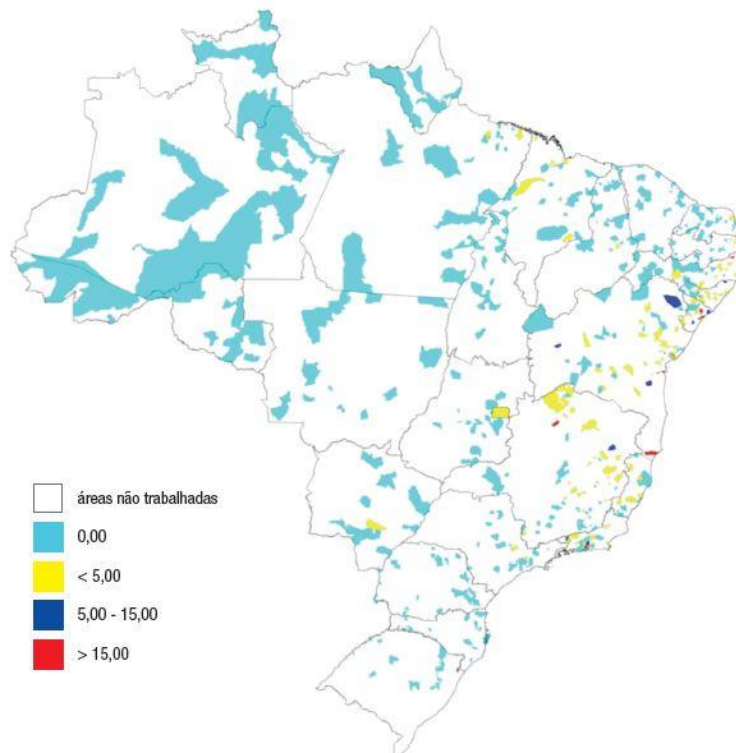 áreas não trabalhadas
0,00
< 5,00
5,00 - 15,00
> 15,00